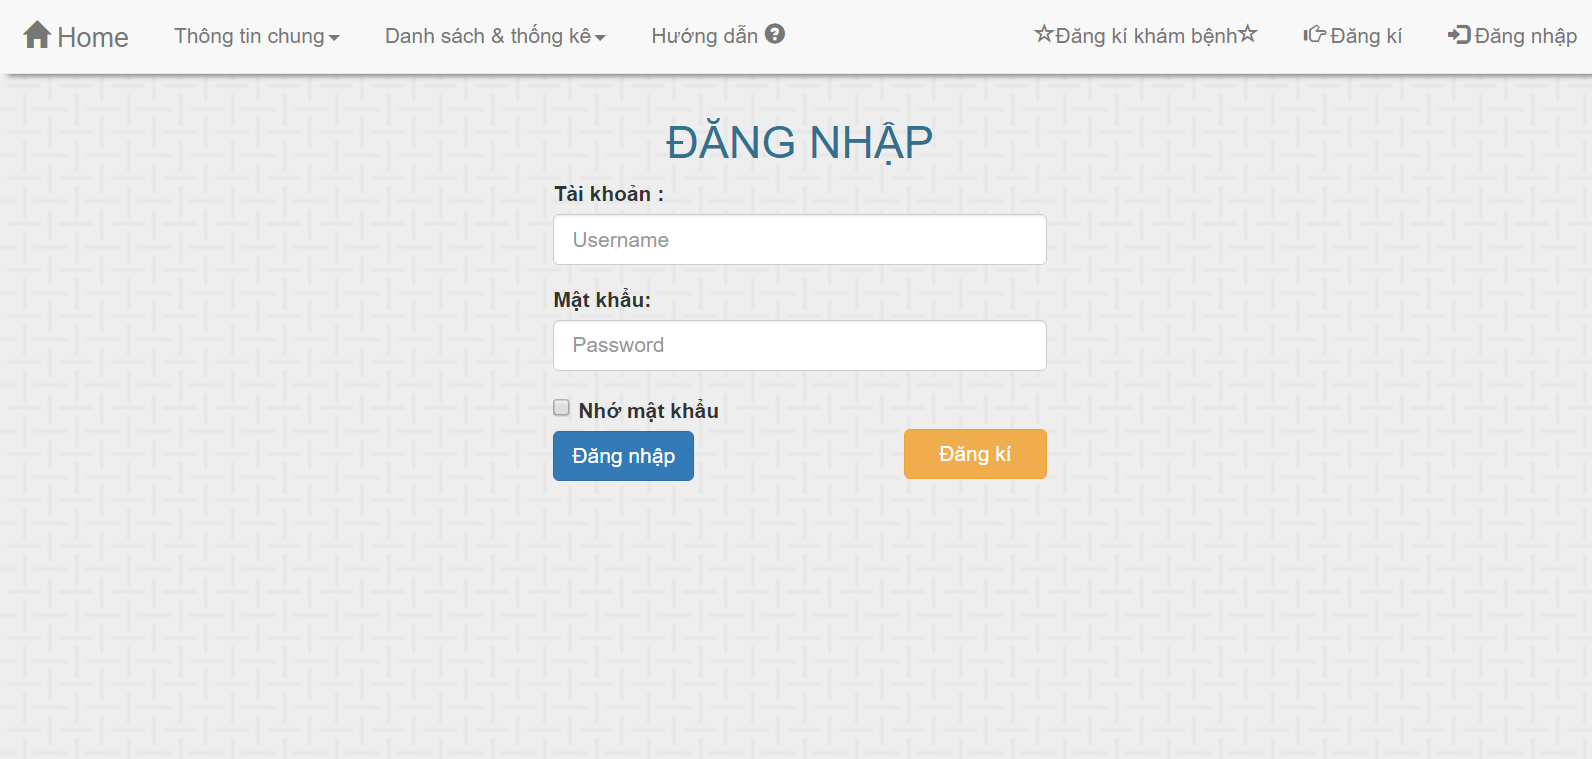 Home Thông tin chung Danh sách & thống kê Hướng dẫn Đăng kí khám bệnh Đăng kí Đăng nhập
ĐĂNG NHẬP
Tài khoản :
Username
Mật khẩu:
Password
Nhớ mật khẩu
Đăng nhập Đăng kí